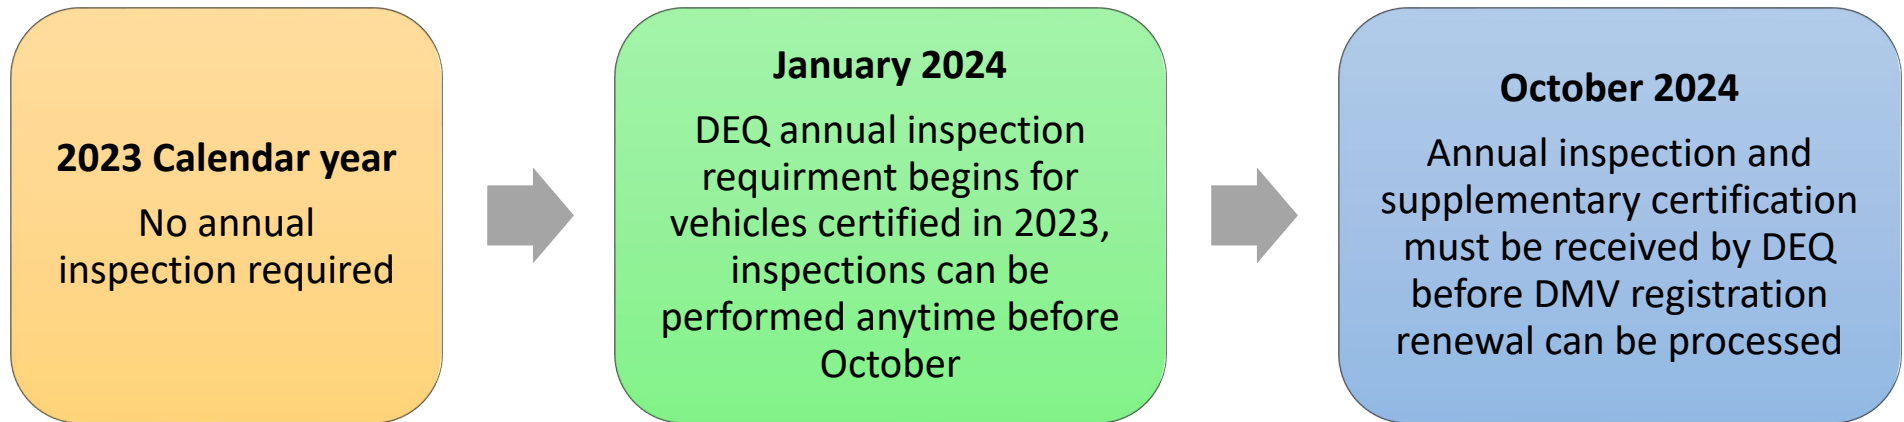 2023 Calendar year
No annual
inspection required
January 2024
DEQ annual inspection
requirment begins for
vehicles certified in 2023,
inspections can be
performed anytime before
October
October 2024
Annual inspection and
supplementary certification
must be received by DEQ
before DMV registration
renewal can be processed